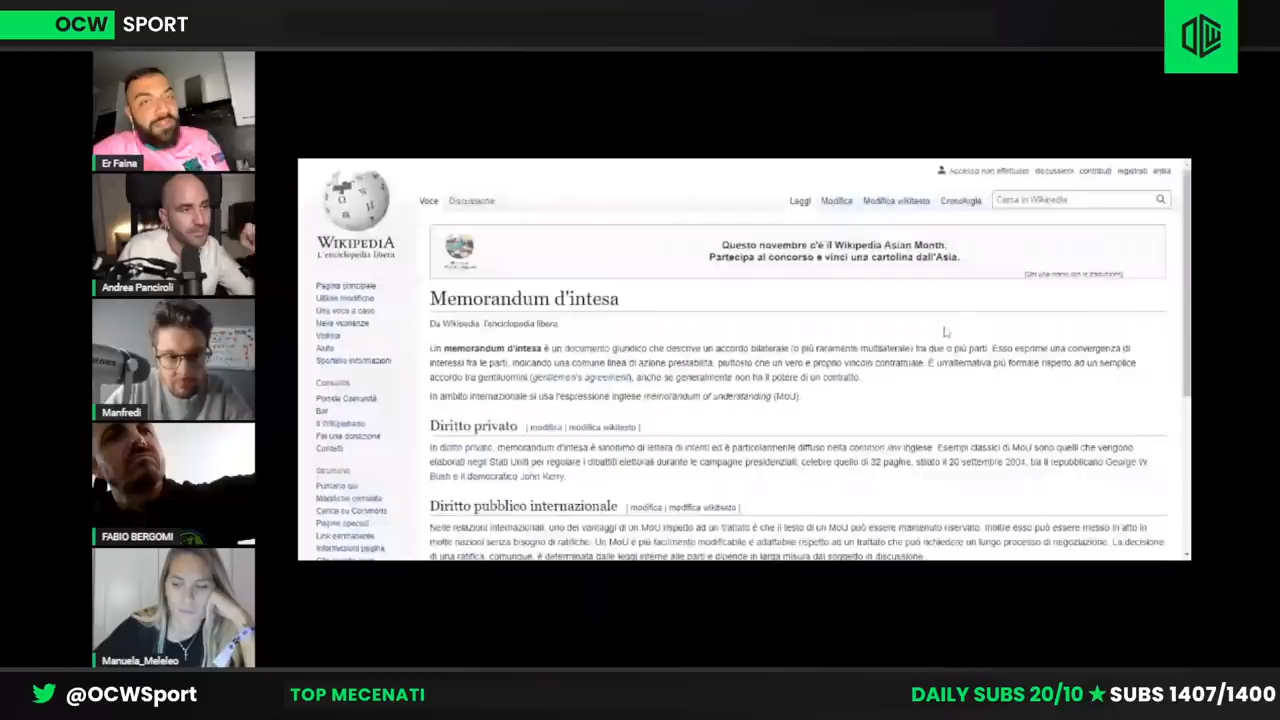 OCW SPORT
Er Faina
Andrea Panciroli
Manfredi
FABIO BERGOMI
Manuela_Meleleo
WIKIPEDIA
L'enciclopedia libera
Accesso non effettuato discussioni contributi registrati entra
Voce Discussione Leggi Modifica Modifica wikitesto Cronologia Cerca in Wikipedia
Questo novembre c'è il Wikipedia Asian Month.
Partecipa al concorso e vinci una cartolina dall'Asia.
Pagina principale
Ultime modifiche
Una voce a caso
Nelle vicinanze
Vetrina
Aiuto
Sportello informazioni
Comunità
Portale Comunità
Bar
Il Wikipediano
Fai una donazione
Contatti
Strumenti
Puntano qui
Modifiche correlate
Carica su Commons
Pagine speciali
Link permanente
Informazioni pagina
Memorandum d'intesa
Da Wikipedia, l'enciclopedia libera
Un memorandum d'intesa è un documento giuridico che descrive un accordo bilaterale (o più raramente multilaterale) tra due o più parti. Esso esprime una convergenza di
interessi fra le parti, indicando una comune linea di azione prestabilita, piuttosto che un vero e proprio vincolo contrattuale. È un'alternativa più formale rispetto ad un semplice
accordo tra gentiluomini (gentlemen's agreement), anche se generalmente non ha il potere di un contratto.
In ambito internazionale si usa l'espressione inglese memorandum of understanding (MoU).
Diritto privato [ modifica | modifica wikitesto ]
In diritto privato, memorandum d'intesa è sinonimo di lettera di intenti ed è particolarmente diffuso nella common law inglese. Esempi classici di MoU sono quelli che vengono
elaborati negli Stati Uniti per regolare i dibattiti elettorali durante le campagne presidenziali; celebre quello di 32 pagine, stilato il 20 settembre 2004, tra il repubblicano George W.
Bush e il democratico John Kerry.
Diritto pubblico internazionale [ modifica | modifica wikitesto ]
Nelle relazioni internazionali, uno dei vantaggi di un MoU rispetto ad un trattato è che il testo di un MoU può essere mantenuto riservato. Inoltre esso può essere messo in atto in
molte nazioni senza bisogno di ratifiche. Un MoU è più facilmente modificabile e adattabile rispetto ad un trattato che può richiedere un lungo processo di negoziazione. La decisione
di una ratifica, comunque, è determinata dalle leggi interne alle parti e dipende in larga misura dal soggetto in discussione.
@OCWSport TOP MECENATI DAILY SUBS 20/10 ★ SUBS 1407/1400